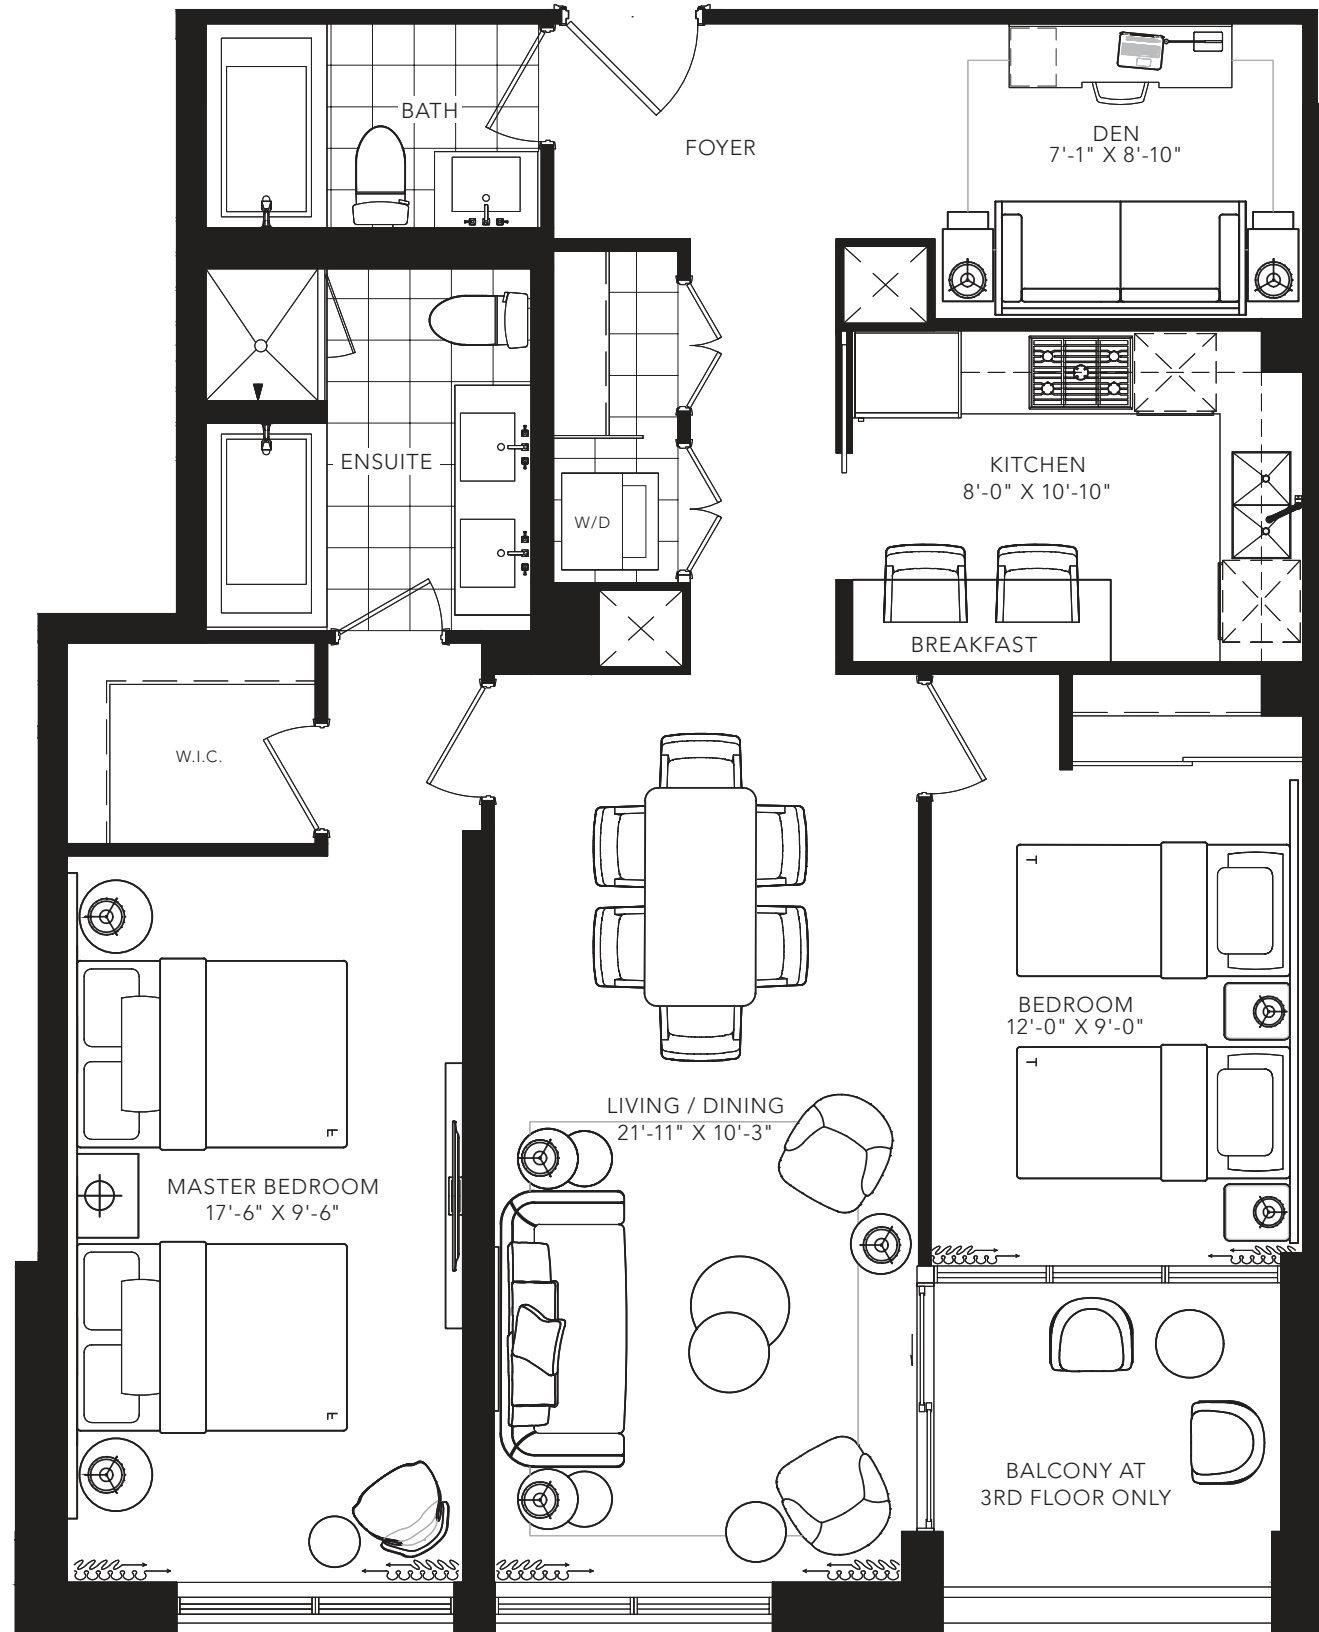 BATH
FOYER
DEN
7'-1" X 8'-10"
ENSUITE
KITCHEN
8'-0" X 10'-10"
W/D
BREAKFAST
W.I.C.
T
BEDROOM
12'-0" X 9'-0"
T
LIVING / DINING
21'-11" X 10'-3"
F
MASTER BEDROOM
17'-6" X 9'-6"
F
BALCONY AT
3RD FLOOR ONLY